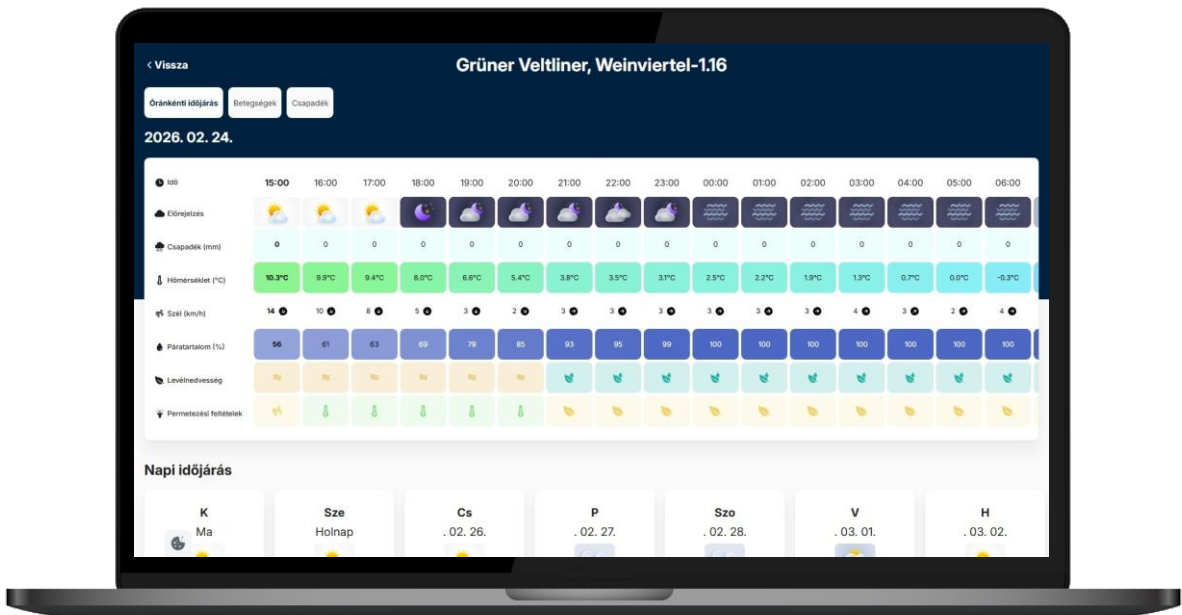 < Vissza
Grüner Veltliner, Weinviertel-1.16
Óránkénti időjárás Betegségek Csapadék
2026. 02. 24.
Idő 15:00 16:00 17:00 18:00 19:00 20:00 21:00 22:00 23:00 00:00 01:00 02:00 03:00 04:00 05:00 06:00
Előrejelzés
Csapadék (mm) 0 0 0 0 0 0 0 0 0 0 0 0 0 0 0 0
Hőmérséklet (°C) 10.3°C 9.9°C 9.4°C 8.0°C 6.6°C 5.4°C 3.8°C 3.5°C 3.1°C 2.5°C 2.2°C 1.9°C 1.3°C 0.7°C 0.0°C -0.3°C
Szél (km/h) 14 10 8 5 3 2 3 3 3 3 3 3 4 3 2 4
Páratartalom (%) 56 61 63 69 79 85 93 95 99 100 100 100 100 100 100 100
Levélnedvesség
Permetezési feltételek
Napi időjárás
K Sze Cs P Szo V H
Ma Holnap . 02. 26. . 02. 27. . 02. 28. . 03. 01. . 03. 02.